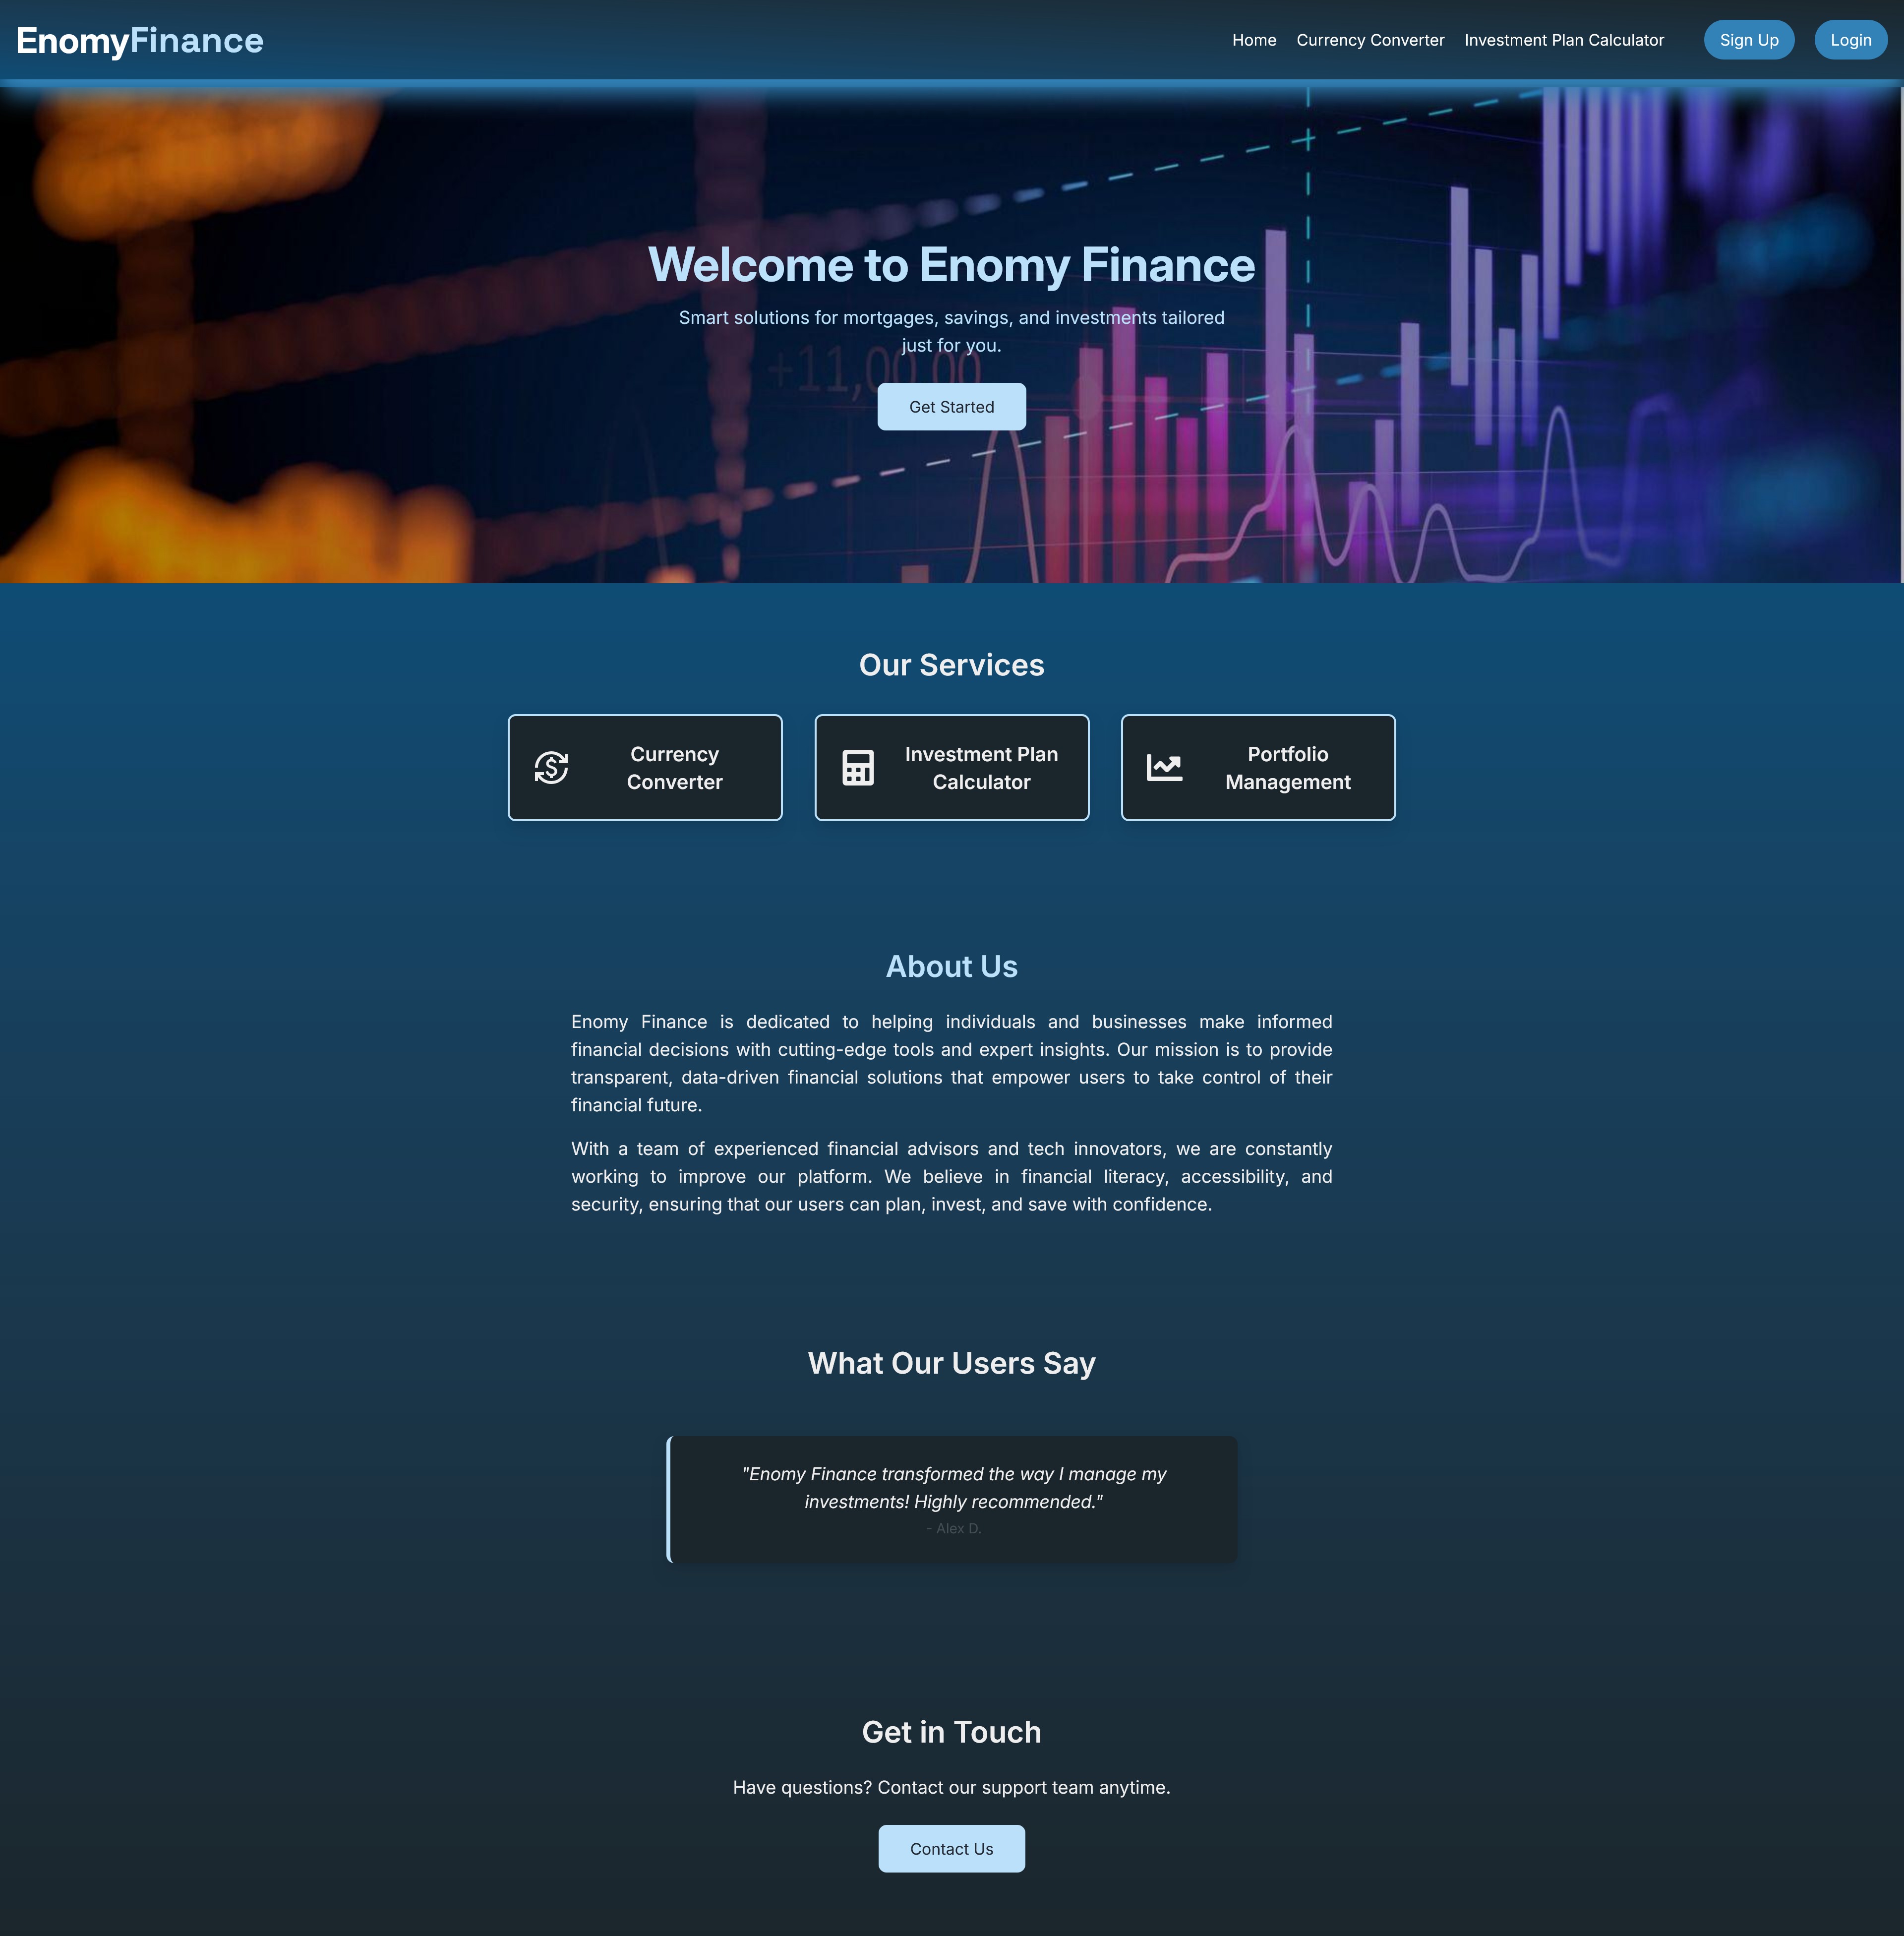 EnomyFinance
Home Currency Converter Investment Plan Calculator Sign Up Login
Welcome to Enomy Finance
Smart solutions for mortgages, savings, and investments tailored
just for you.
+11,00 00
Get Started
Our Services
Currency
Converter
Investment Plan
Calculator
Portfolio
Management
About Us
Enomy Finance is dedicated to helping individuals and businesses make informed
financial decisions with cutting-edge tools and expert insights. Our mission is to provide
transparent, data-driven financial solutions that empower users to take control of their
financial future.
With a team of experienced financial advisors and tech innovators, we are constantly
working to improve our platform. We believe in financial literacy, accessibility, and
security, ensuring that our users can plan, invest, and save with confidence.
What Our Users Say
"Enomy Finance transformed the way I manage my
investments! Highly recommended."
- Alex D.
Get in Touch
Have questions? Contact our support team anytime.
Contact Us